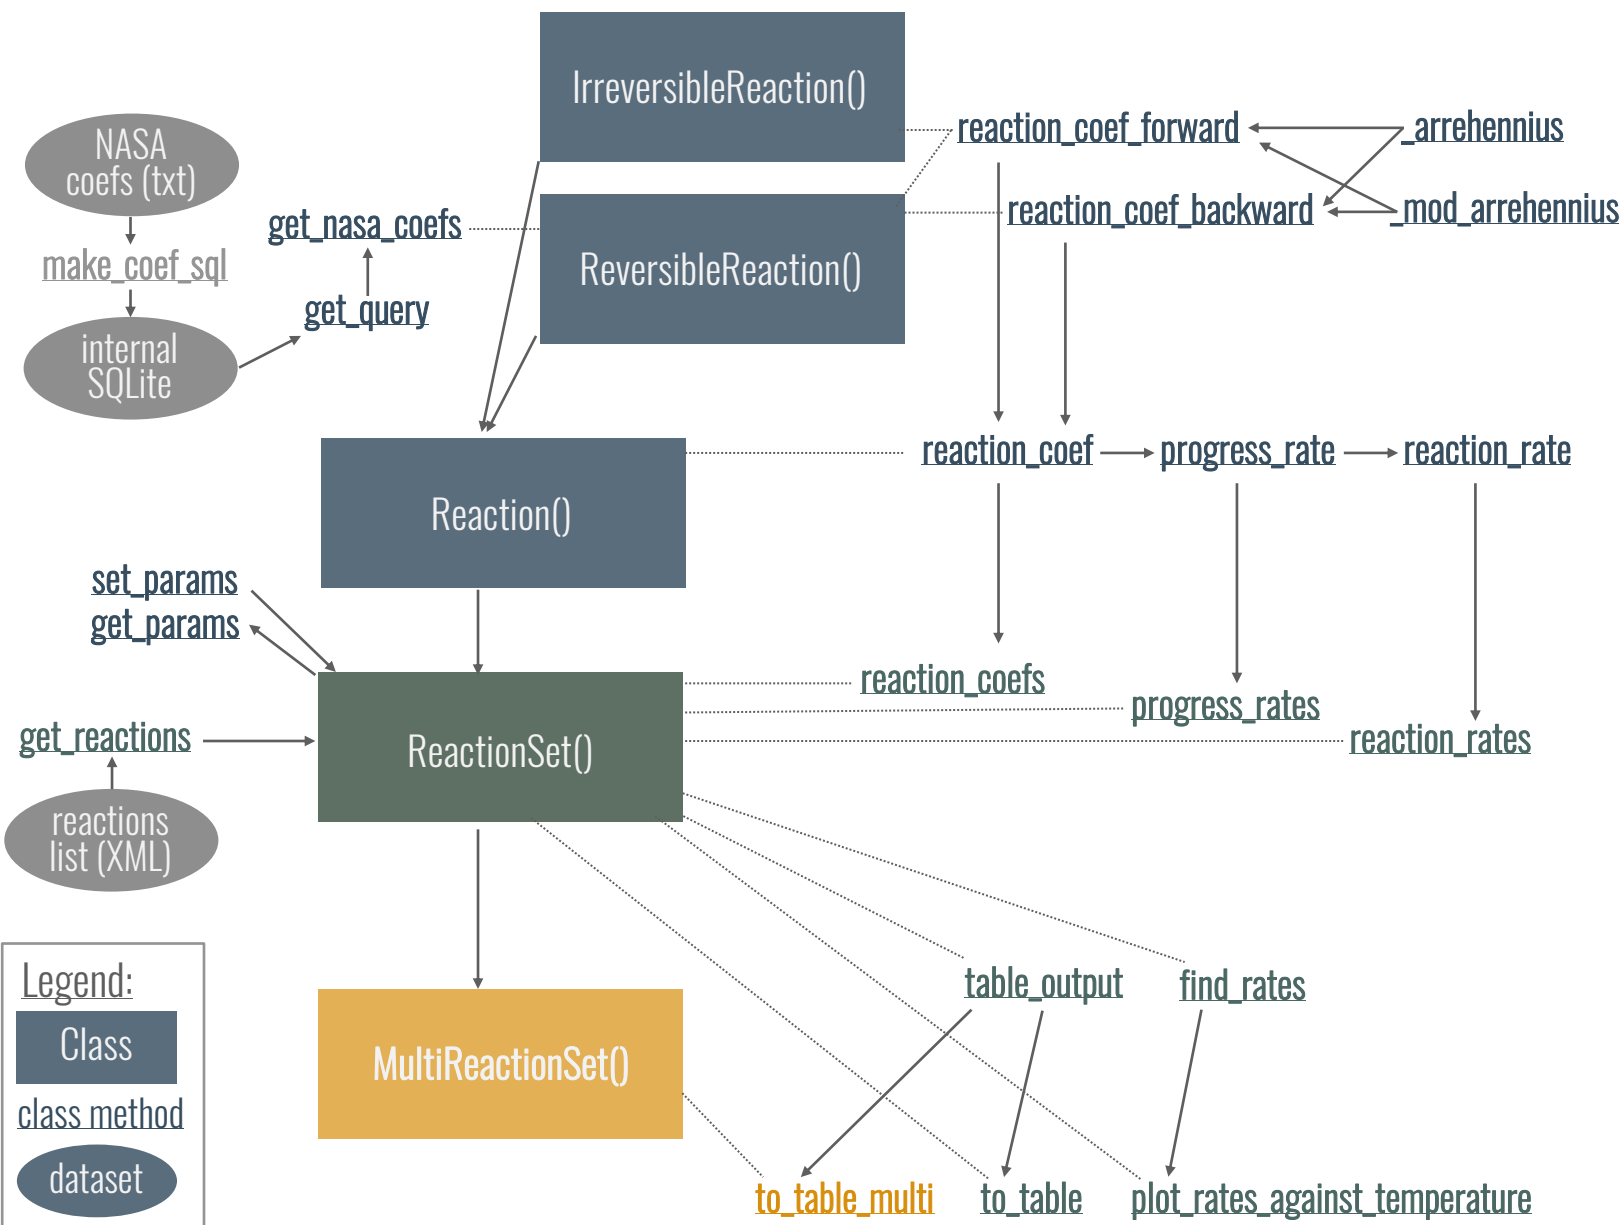 IrreversibleReaction()
NASA
coefs (txt)
reaction_coef_forward
_arrehennius
get_nasa_coefs
reaction_coef_backward
_mod_arrehennius
make_coef_sql
ReversibleReaction()
get_query
internal
SQLite
reaction_coef
progress_rate
reaction_rate
Reaction()
set_params
get_params
reaction_coefs
progress_rates
get_reactions
ReactionSet()
reaction_rates
reactions
list (XML)
Legend:
Class
class method
dataset
table_output
find_rates
MultiReactionSet()
to_table_multi
to_table
plot_rates_against_temperature